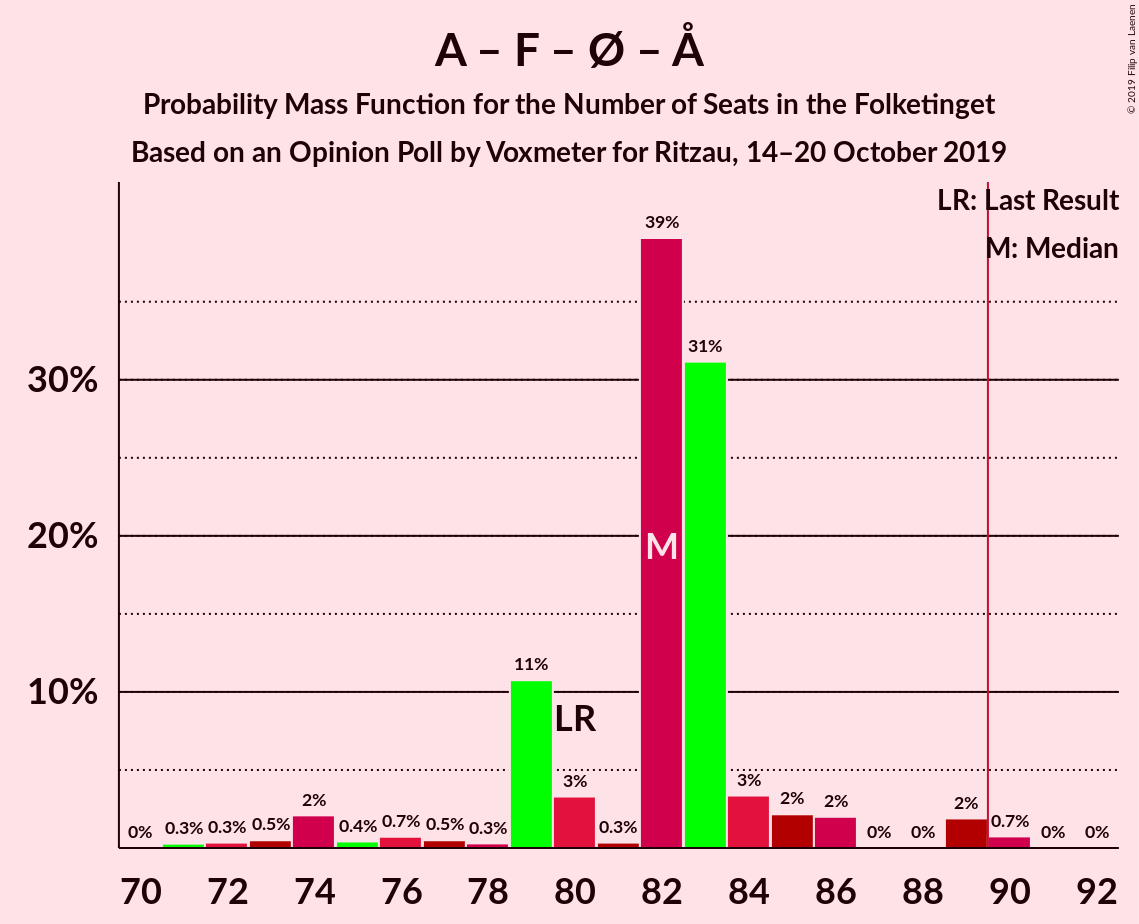 A – F – Ø – Å
Probability Mass Function for the Number of Seats in the Folketinget
Based on an Opinion Poll by Voxmeter for Ritzau, 14–20 October 2019
© 2019 Filip van Laenen
LR: Last Result
M: Median
30%
20%
10%
0% 0.3% 0.3% 0.5% 2% 0.4% 0.7% 0.5% 0.3% 11% 3% 0.3% 39% 31% 3% 2% 2% 0% 0% 2% 0.7% 0% 0%
M
LR
70 72 74 76 78 80 82 84 86 88 90 92